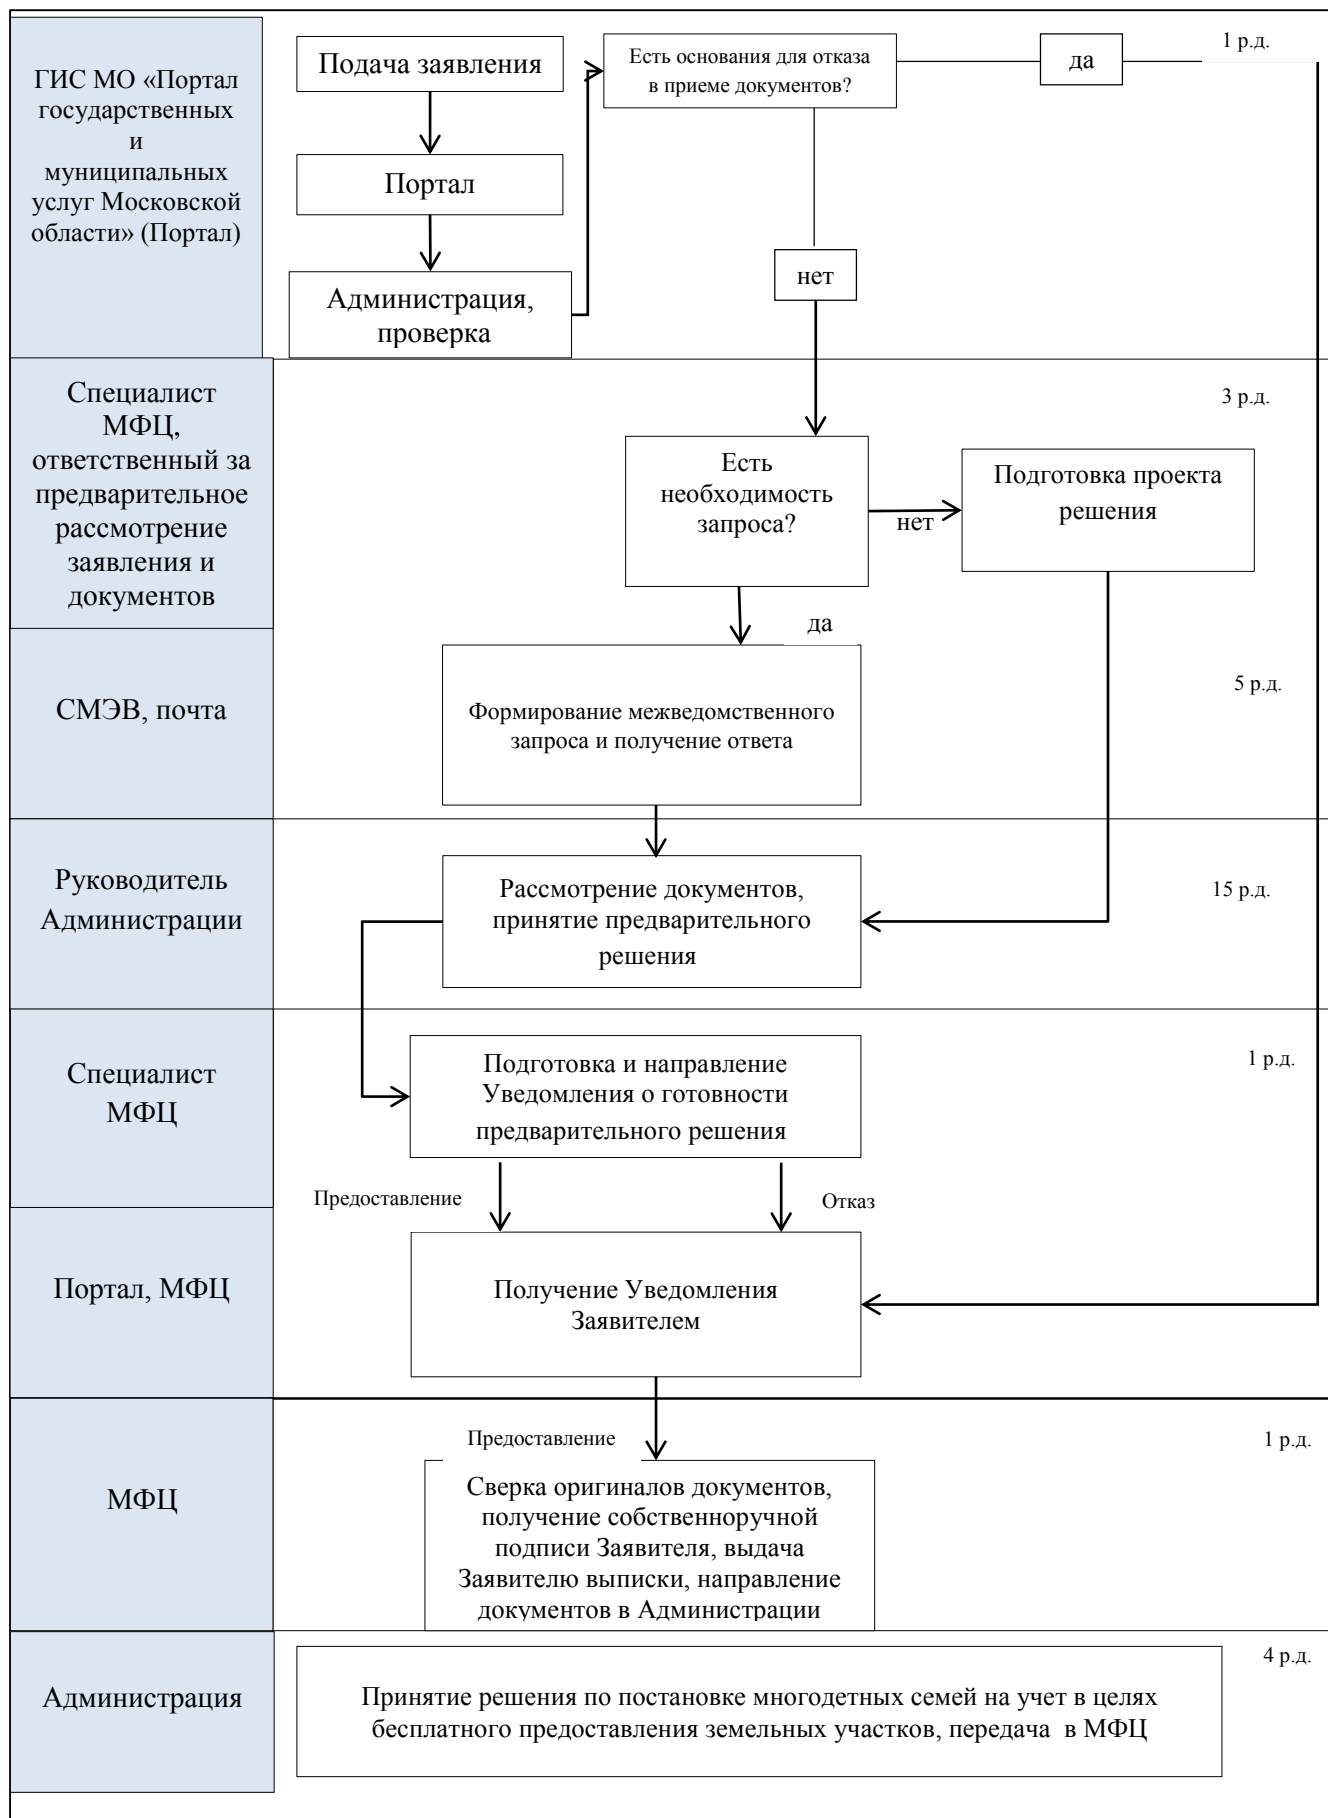 ГИС МО «Портал
государственных
и
муниципальных
услуг Московской
области» (Портал)
Подача заявления
Портал
Администрация,
проверка
Есть основания для отказа
в приеме документов?
да
1 р.д.
нет
Специалист
МФЦ,
ответственный за
предварительное
рассмотрение
заявления и
документов
3 р.д.
Есть
необходимость
запроса?
нет
Подготовка проекта
решения
да
СМЭВ, почта
5 р.д.
Формирование межведомственного
запроса и получение ответа
Руководитель
Администрации
15 р.д.
Рассмотрение документов,
принятие предварительного
решения
Специалист
МФЦ
1 р.д.
Подготовка и направление
Уведомления о готовности
предварительного решения
Предоставление
Отказ
Портал, МФЦ
Получение Уведомления
Заявителем
МФЦ
Предоставление
1 р.д.
Сверка оригиналов документов,
получение собственноручной
подписи Заявителя, выдача
Заявителю выписки, направление
документов в Администрации
Администрация
4 р.д.
Принятие решения по постановке многодетных семей на учет в целях
бесплатного предоставления земельных участков, передача  в МФЦ